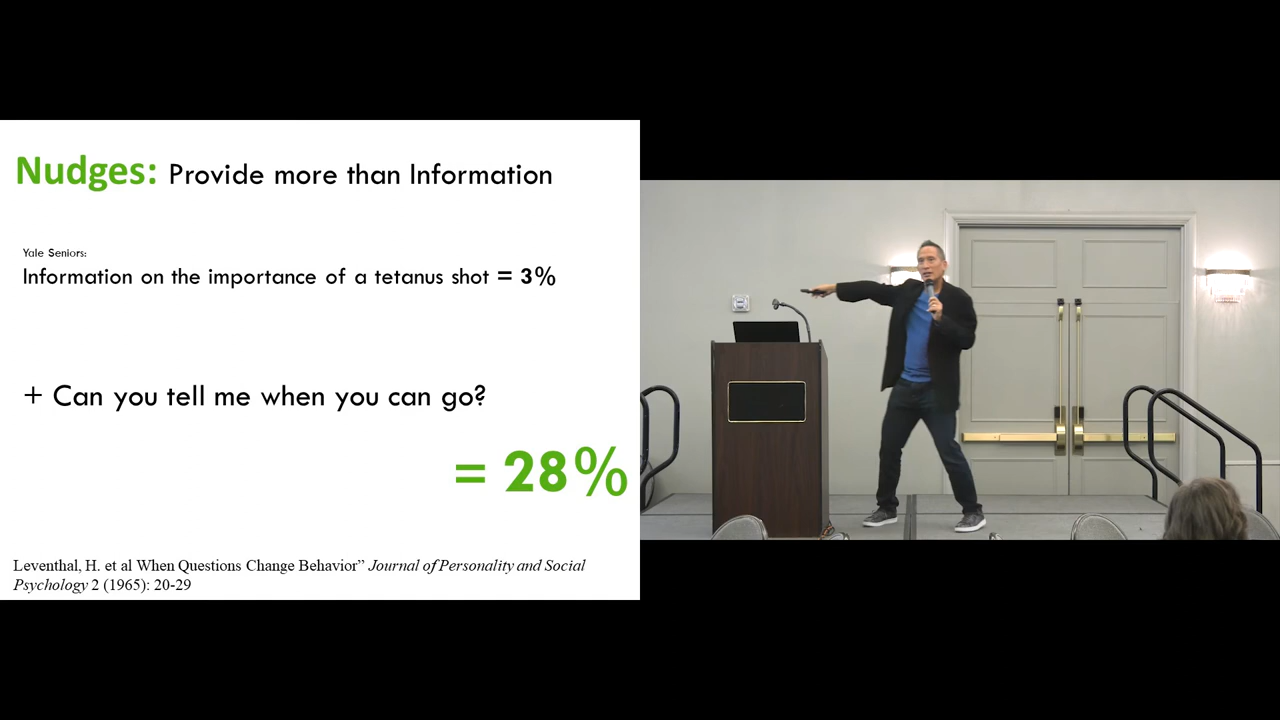 Nudges: Provide more than Information
Yale Seniors:
Information on the importance of a tetanus shot = 3%
+ Can you tell me when you can go?
= 28%
Leventhal, H. et al When Questions Change Behavior” Journal of Personality and Social
Psychology 2 (1965): 20-29